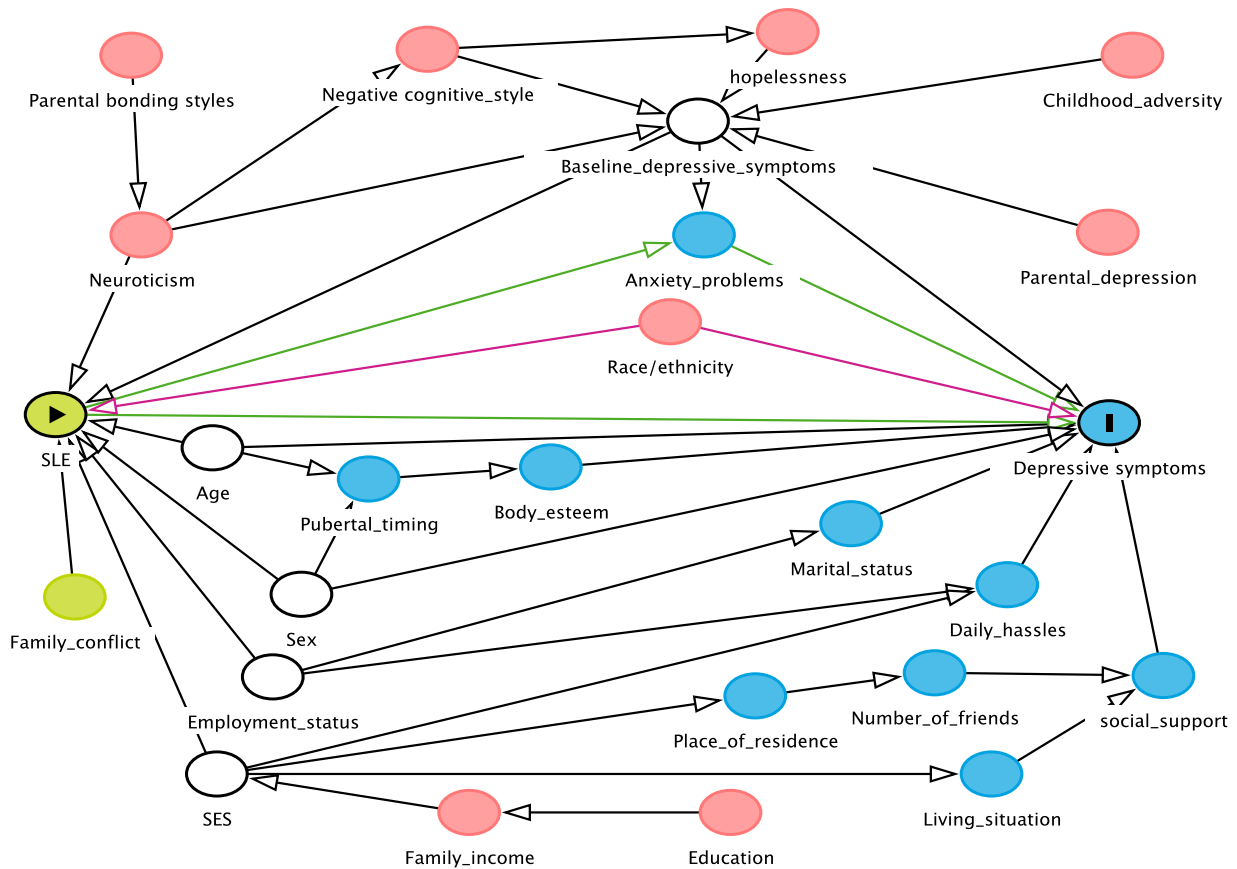 hopelessness
Negative cognitive_style
Parental bonding styles
Childhood_adversity
Baseline_depressive_symptoms
Neuroticism
Anxiety_problems
Parental_depression
Race/ethnicity
SLE
Depressive symptoms
Age
Body_esteem
Pubertal_timing
Marital_status
Sex
Family_conflict
Daily_hassles
Employment_status
Number_of_friends
social_support
Place_of_residence
SES
Living_situation
Family_income
Education